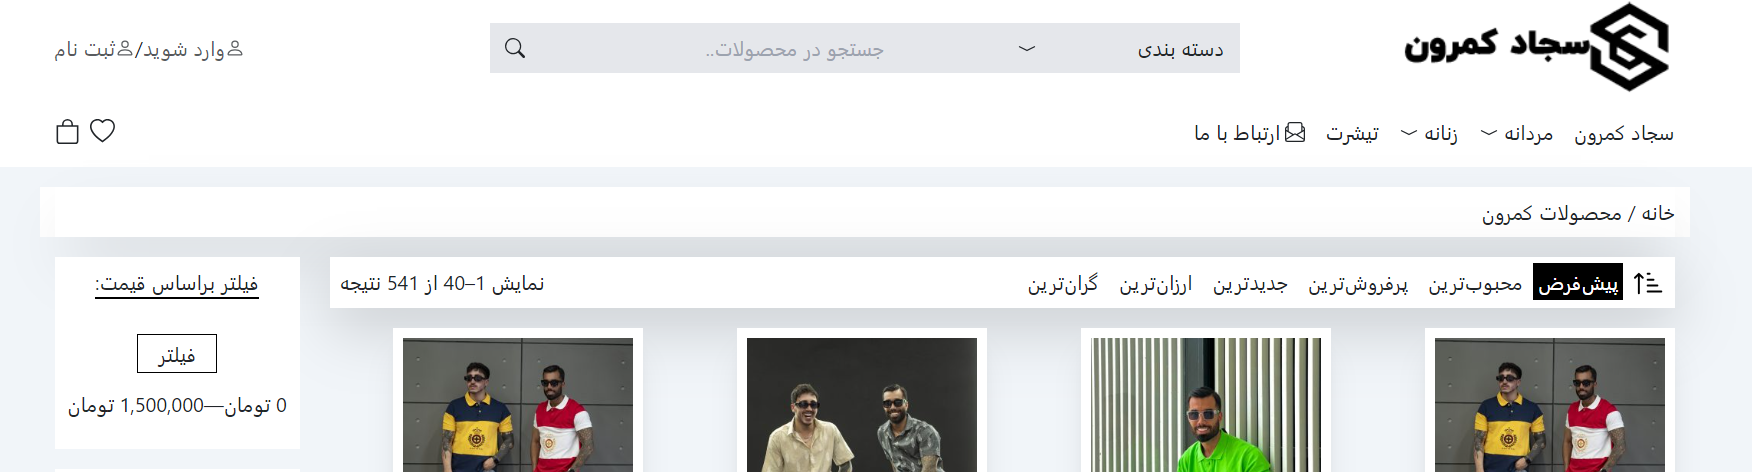 سجاد کمرون
دسته بندی
جستجو در محصولات..
وارد شوید/ثبت نام
سجاد کمرون مردانه زنانه تیشرت ارتباط با ما
خانه / محصولات کمرون
پیش‌فرض محبوب‌ترین پرفروش‌ترین جدیدترین ارزان‌ترین گران‌ترین
نمایش 1–40 از 541 نتیجه
فیلتر براساس قیمت:
فیلتر
0 تومان—1,500,000 تومان